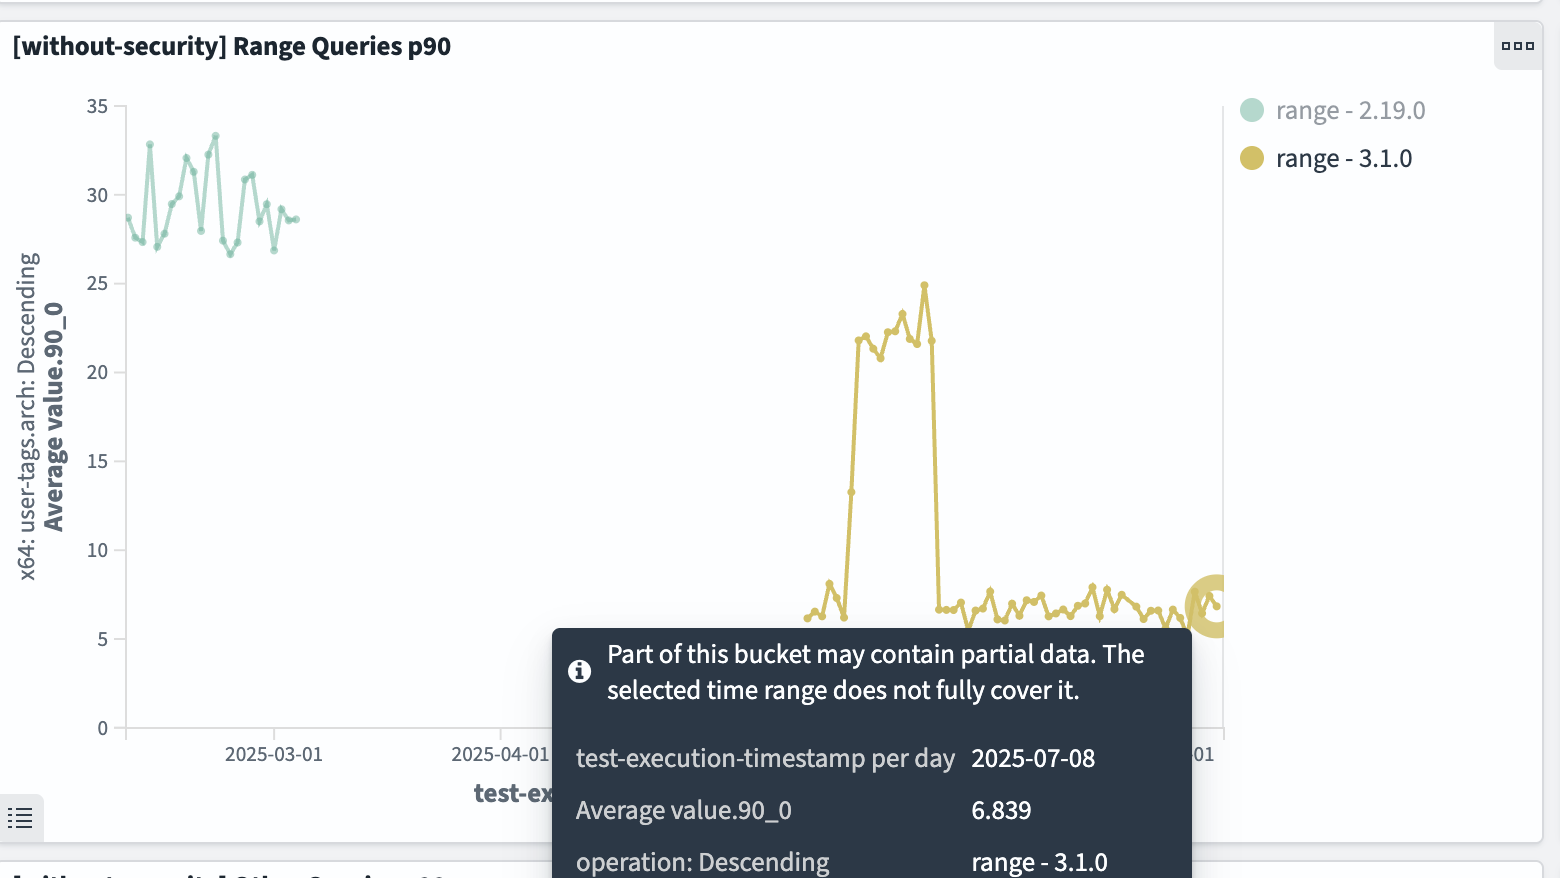 [without-security] Range Queries p90
35
30
25
20
15
10
5
0
x64: user-tags.arch: Descending
Average value.90_0
range - 2.19.0
range - 3.1.0
2025-03-01
2025-04-01
-01
test-ex
Part of this bucket may contain partial data. The
selected time range does not fully cover it.
test-execution-timestamp per day 2025-07-08
Average value.90_0 6.839
operation: Descending range - 3.1.0